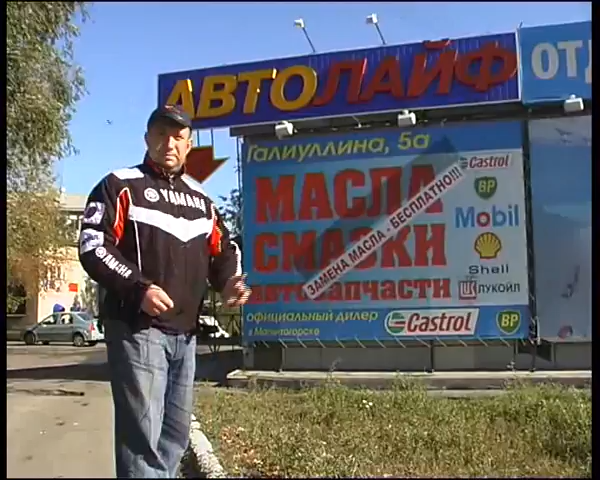 АВТОЛАЙФ
ОТД
Галиуллина, 5а
МАСЛА
СМАЗКИ
АВТОЗАПЧАСТИ
ЗАМЕНА МАСЛА - БЕСПЛАТНО!!!
Castrol
BP
Mobil
Shell
ЛУКОЙЛ
официальный дилер
в Магнитогорске
Castrol
BP
YAMAHA
YAMAHA